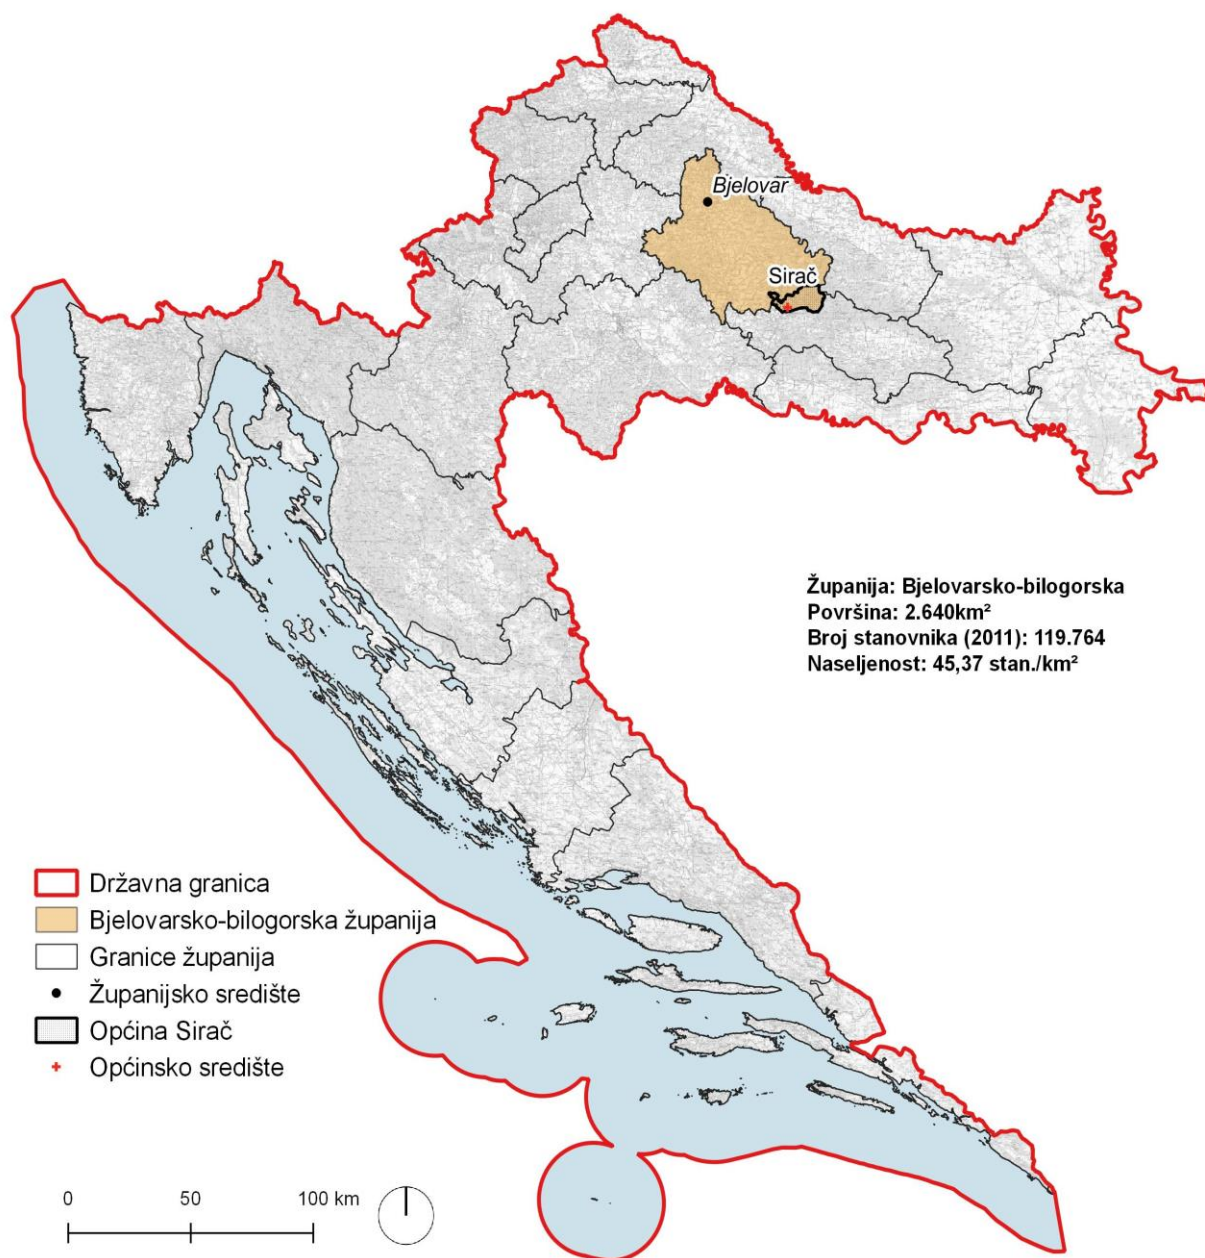 Bjelovar
Sirač
Županija: Bjelovarsko-bilogorska
Površina: 2.640km²
Broj stanovnika (2011): 119.764
Naseljenost: 45,37 stan./km²
Državna granica
Bjelovarsko-bilogorska županija
Granice županija
Županijsko središte
Općina Sirač
Općinsko središte
0 50 100 km